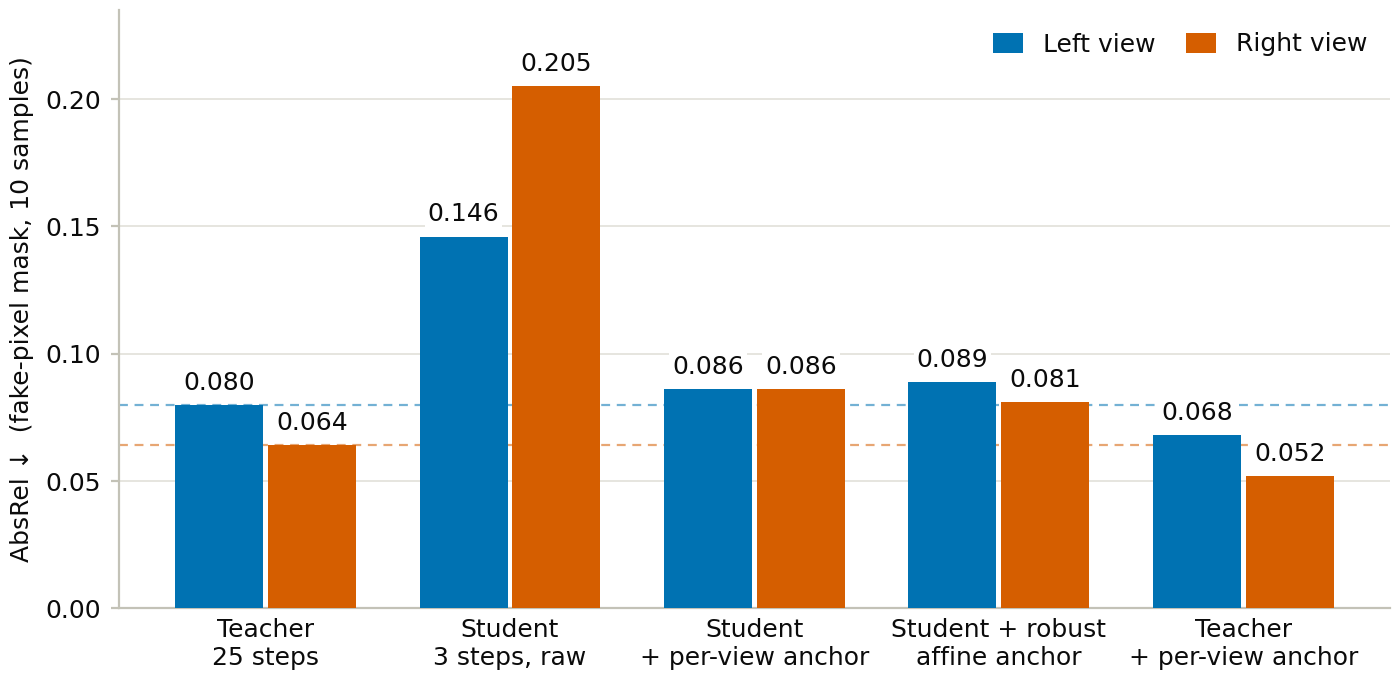 AbsRel ↓ (fake-pixel mask, 10 samples)
Left view
Right view
0.20
0.15
0.10
0.05
0.00
0.080
0.064
0.146
0.205
0.086
0.086
0.089
0.081
0.068
0.052
Teacher
25 steps
Student
3 steps, raw
Student
+ per-view anchor
Student + robust
affine anchor
Teacher
+ per-view anchor